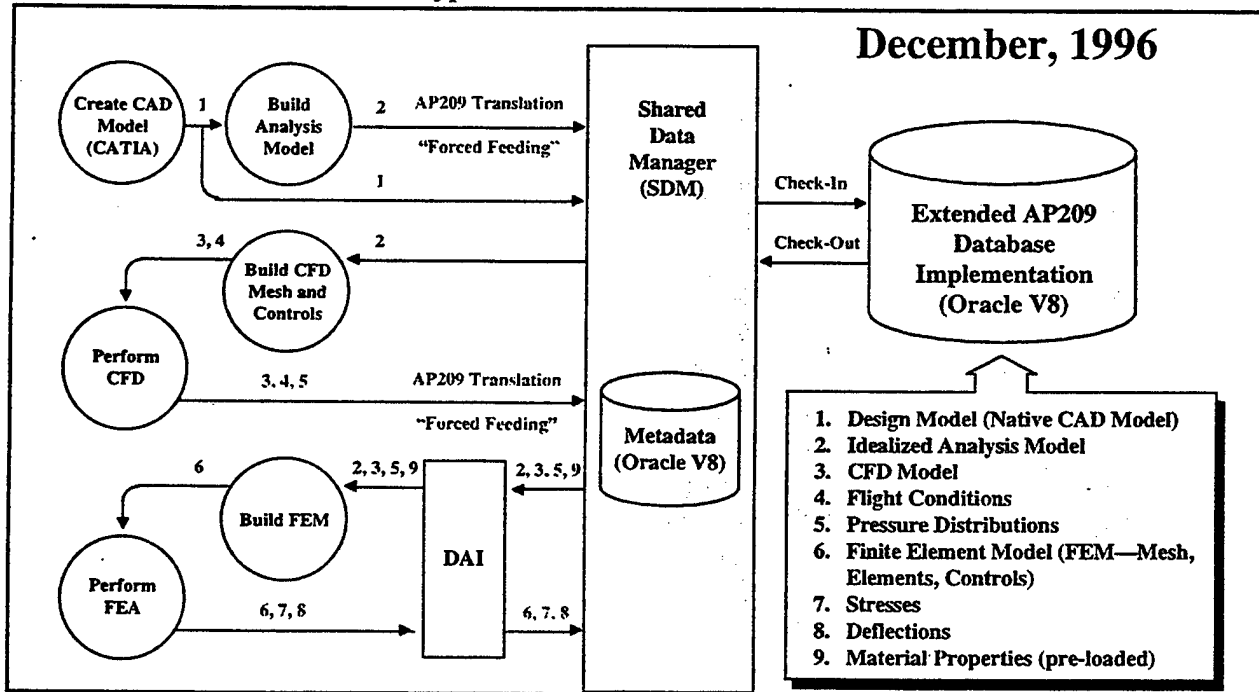 December, 1996
Create CAD
Model
(CATIA)
1
Build
Analysis
Model
2
AP209 Translation
"Forced Feeding"
1
Shared
Data
Manager
(SDM)
Check-In
Check-Out
Extended AP209
Database
Implementation
(Oracle V8)
3, 4
Build CFD
Mesh and
Controls
2
Perform
CFD
3. 4, 5
AP209 Translation
"Forced Feeding"
Metadata
(Oracle V8)
6
Build FEM
2, 3, 5, 9
DAI
2, 3. 5, 9
Perform
FEA
6, 7, 8
6, 7. 8
1. Design Model (Native CAD Model)
2. Idealized Analysis Model
3. CFD Model
4. Flight Conditions
5. Pressure Distributions
6. Finite Element Model (FEM—Mesh,
Elements, Controls)
7. Stresses
8. Deflections
9. Material Properties (pre-loaded)